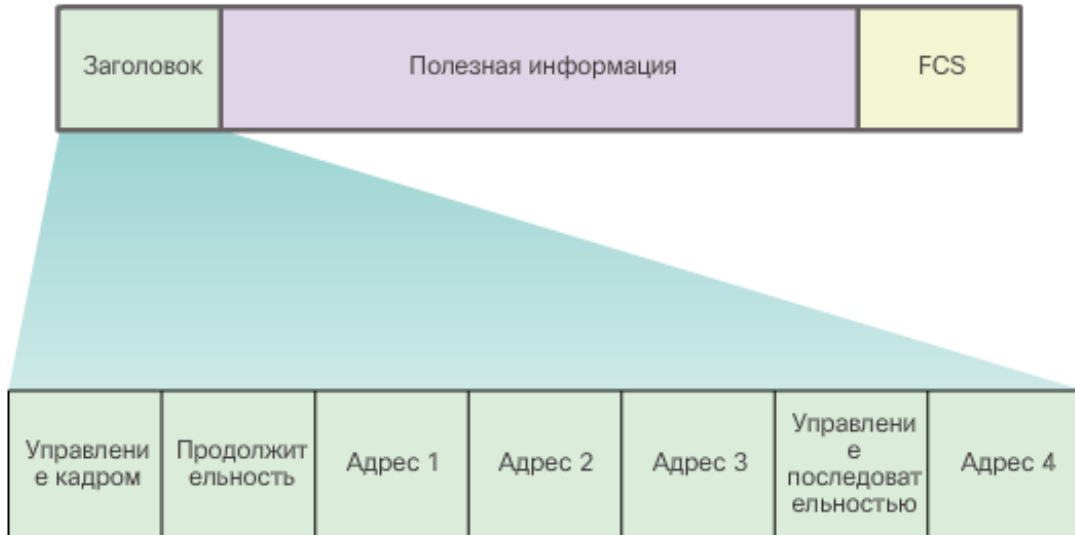 Заголовок
Полезная информация
FCS
Управлени
е кадром
Продолжит
ельность
Адрес 1
Адрес 2
Адрес 3
Управлени
е
последоват
ельностью
Адрес 4